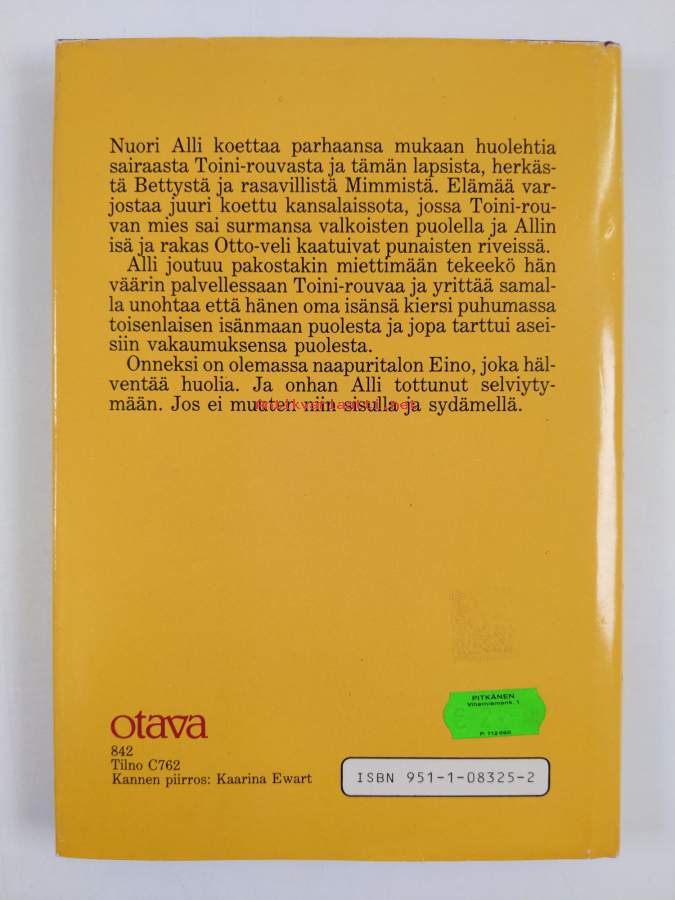 Nuori Alli koettaa parhaansa mukaan huolehtia
sairaasta Toini-rouvasta ja tämän lapsista, herkäs-
tä Bettystä ja rasavillistä Mimmistä. Elämää var-
jostaa juuri koettu kansalaissota, jossa Toini-rou-
van mies sai surmansa valkoisten puolella ja Allin
isä ja rakas Otto-veli kaatuivat punaisten riveissä.
Alli joutuu pakostakin miettimään tekeekö hän
väärin palvellessaan Toini-rouvaa ja yrittää samal-
la unohtaa että hänen oma isänsä kiersi puhumassa
toisenlaisen isänmaan puolesta ja jopa tarttui asei-
siin vakaumuksensa puolesta.
Onneksi on olemassa naapuritalon Eino, joka häl-
ventää huolia. Ja onhan Alli tottunut selviyty-
mään. Jos ei muuten niin sisulla ja sydämellä.
otava
842
Tilno C762
Kannen piirros: Kaarina Ewart
PITKÄNEN
Vilhonniemenk. 1
ISBN 951-1-08325-2